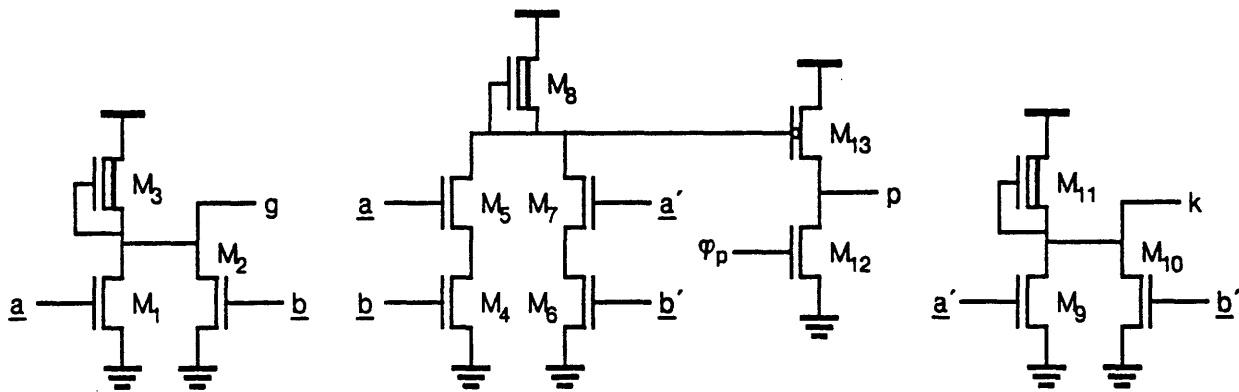 M8
M13
M3
M11
g
a M5 M7 a′
p
k
M2
φp
M12
M10
a M1 b
b M4 M6 b′
a′ M9 b′